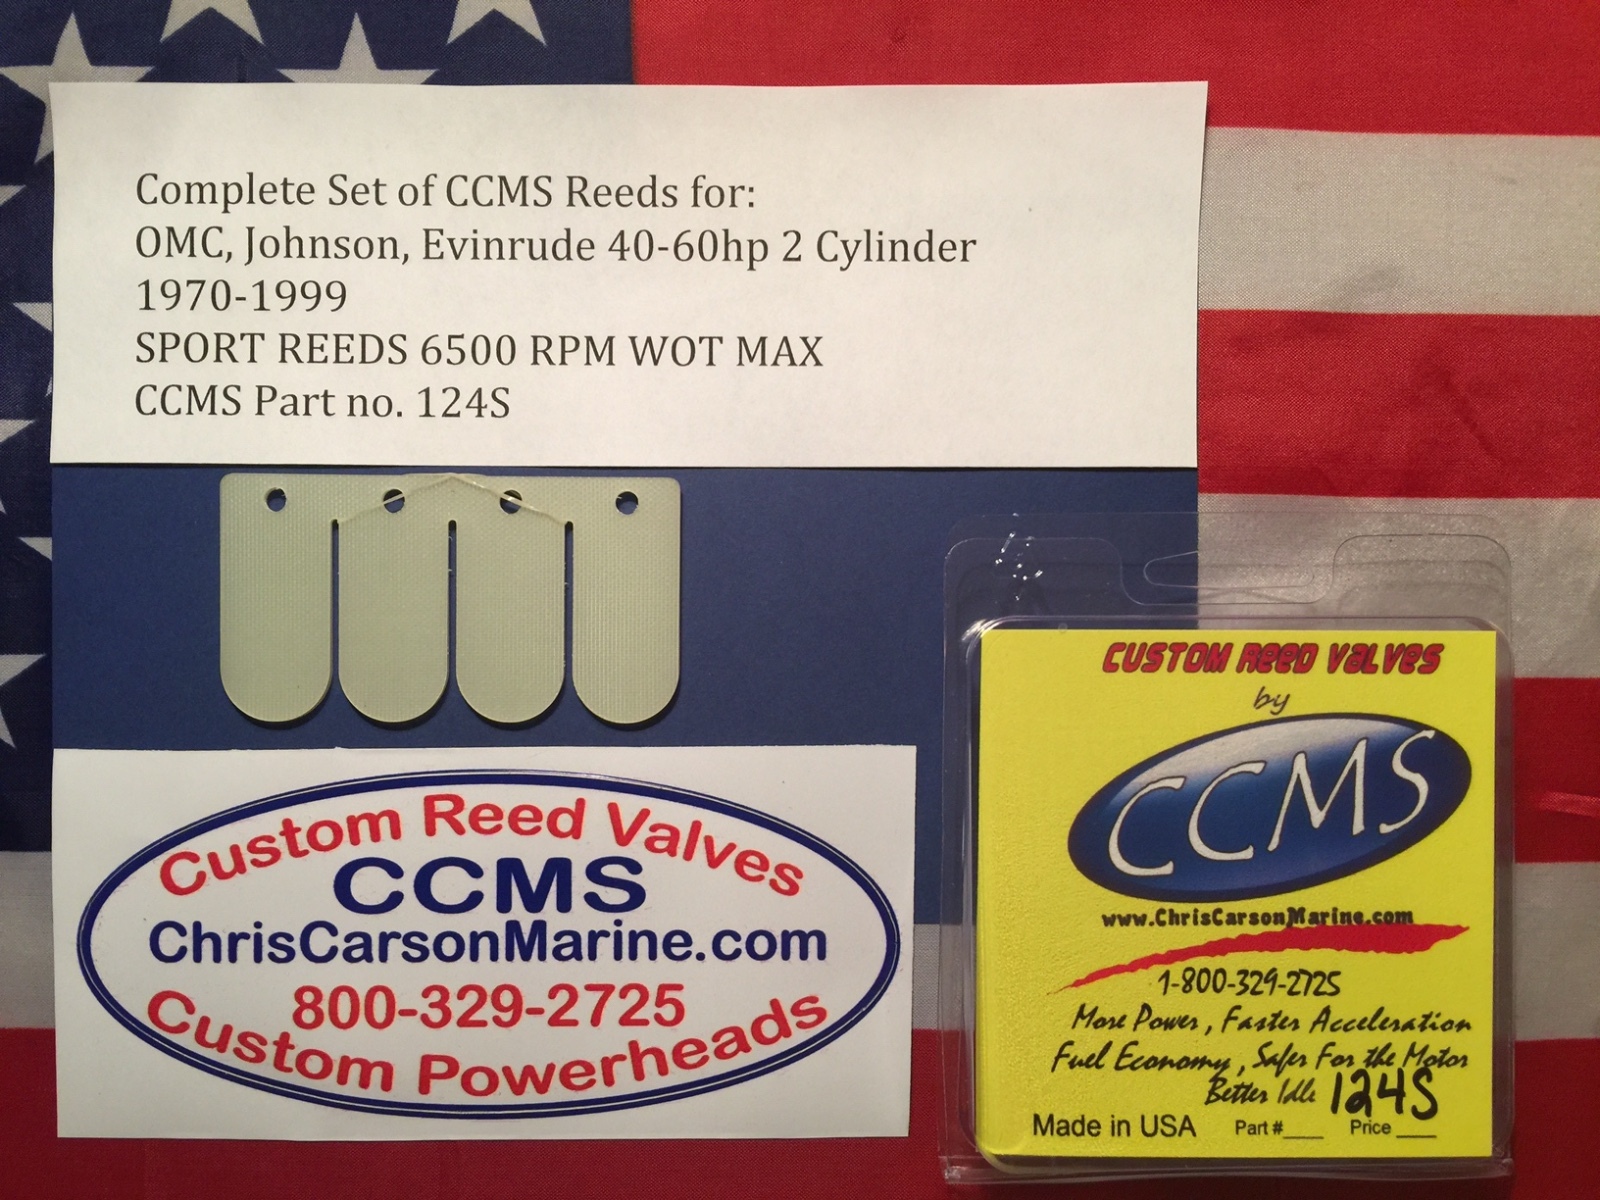 Complete Set of CCMS Reeds for:
OMC, Johnson, Evinrude 40-60hp 2 Cylinder
1970-1999
SPORT REEDS 6500 RPM WOT MAX
CCMS Part no. 124S
Custom Reed Valves
CCMS
ChrisCarsonMarine.com
800-329-2725
Custom Powerheads
CUSTOM REED VALVES
by
CCMS
www.ChrisCarsonMarine.com
1-800-329-2725
More Power, Faster Acceleration
Fuel Economy, Safer For the Motor
Better Idle 124S
Made in USA Part #____ Price ____